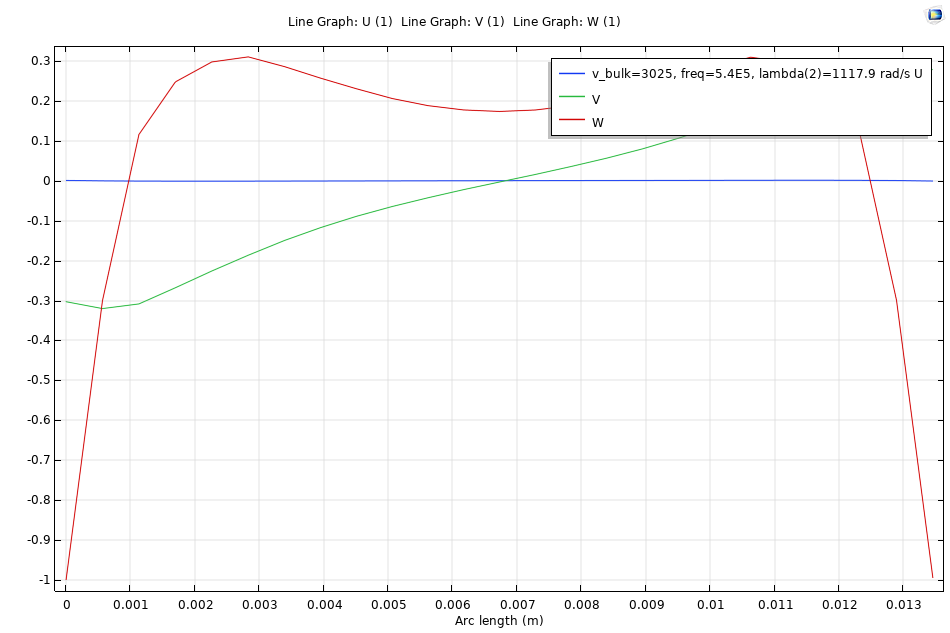 Line Graph: U (1)  Line Graph: V (1)  Line Graph: W (1)
v_bulk=3025, freq=5.4E5, lambda(2)=1117.9 rad/s U
V
W
0.3
0.2
0.1
0
-0.1
-0.2
-0.3
-0.4
-0.5
-0.6
-0.7
-0.8
-0.9
-1
0 0.001 0.002 0.003 0.004 0.005 0.006 0.007 0.008 0.009 0.01 0.011 0.012 0.013
Arc length (m)